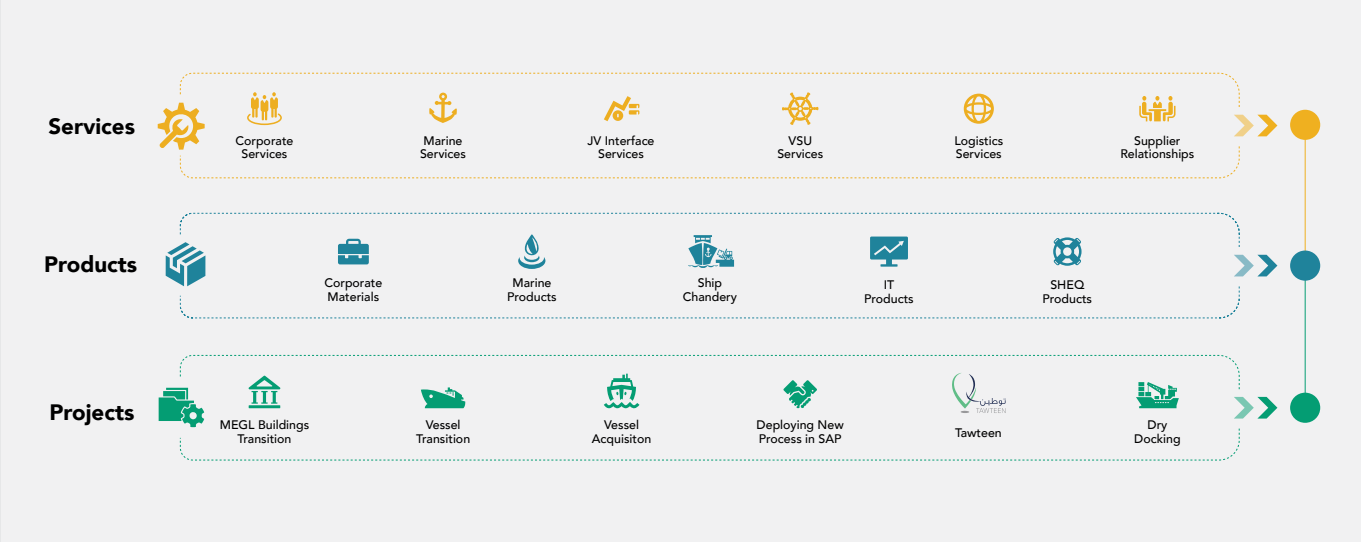 Services
Corporate
Services
Marine
Services
JV Interface
Services
VSU
Services
Logistics
Services
Supplier
Relationships
Products
Corporate
Materials
Marine
Products
Ship
Chandery
IT
Products
SHEQ
Products
Projects
MEGL Buildings
Transition
Vessel
Transition
Vessel
Acquisiton
Deploying New
Process in SAP
توطين
TAWTEEN
Tawteen
Dry
Docking